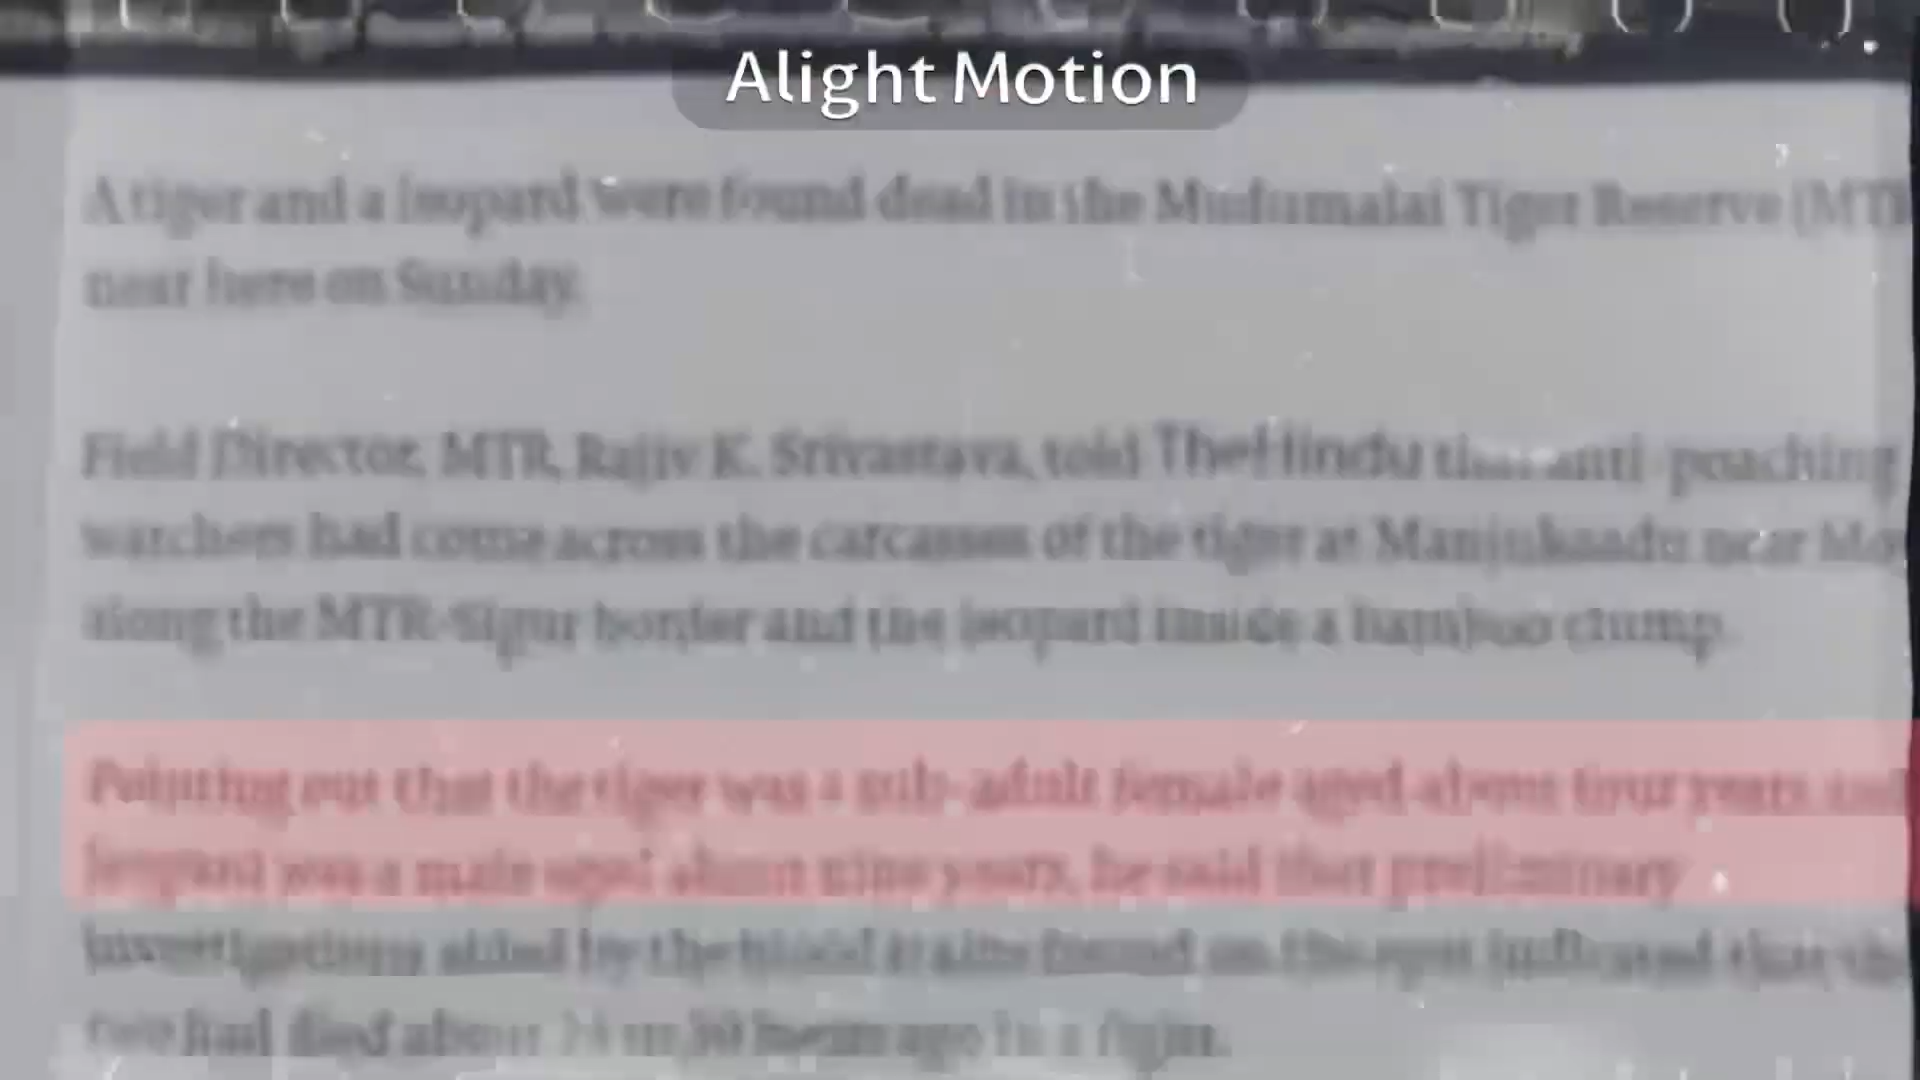 Alight Motion
A tiger and a leopard were found dead in the Mudumalai Tiger Reserve (MTR
near here on Sunday.
Field Director, MTR, Rajiv K. Srivastava, told The Hindu that anti-poaching
watchers had come across the carcasses of the tiger at near
along the MTR-Sigur border and the leopard inside a bamboo clump.
Pointing out that the tiger was a sub-adult female aged about four years and
leopard was a male aged about nine years, he said that preliminary
investigations aided by the blood stains found on the spot indicated that the
two had died about hours ago in a fight.